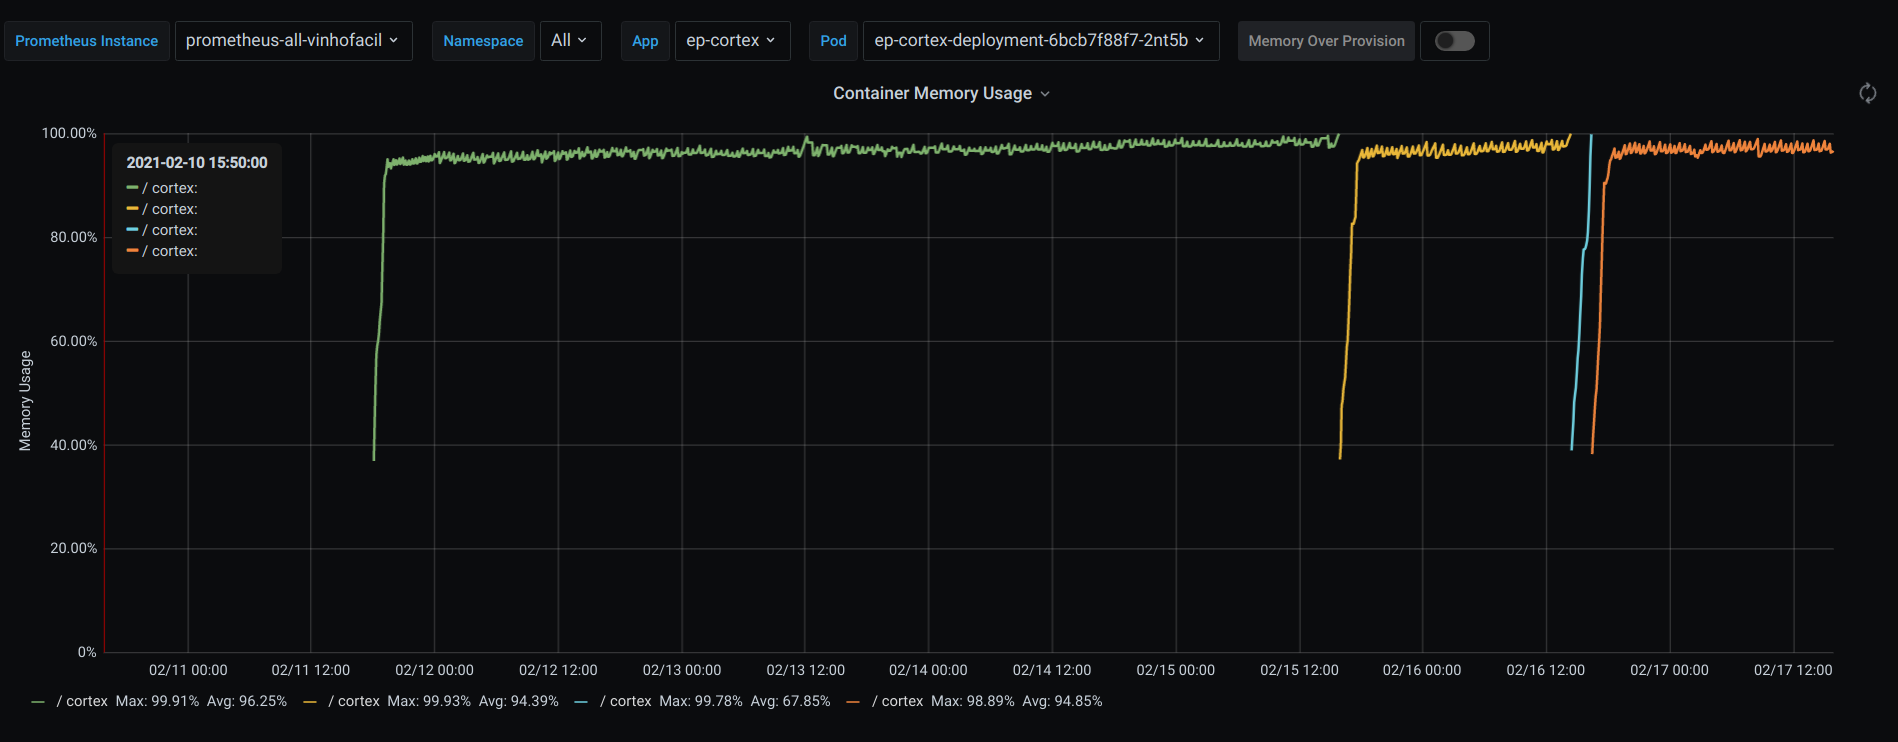 Prometheus Instance prometheus-all-vinhofacil Namespace All App ep-cortex Pod ep-cortex-deployment-6bcb7f88f7-2nt5b Memory Over Provision
Container Memory Usage
100.00%
80.00%
60.00%
40.00%
20.00%
0%
Memory Usage
2021-02-10 15:50:00
/ cortex:
/ cortex:
/ cortex:
/ cortex:
02/11 00:00 02/11 12:00 02/12 00:00 02/12 12:00 02/13 00:00 02/13 12:00 02/14 00:00 02/14 12:00 02/15 00:00 02/15 12:00 02/16 00:00 02/16 12:00 02/17 00:00 02/17 12:00
/ cortex Max: 99.91% Avg: 96.25% / cortex Max: 99.93% Avg: 94.39% / cortex Max: 99.78% Avg: 67.85% / cortex Max: 98.89% Avg: 94.85%